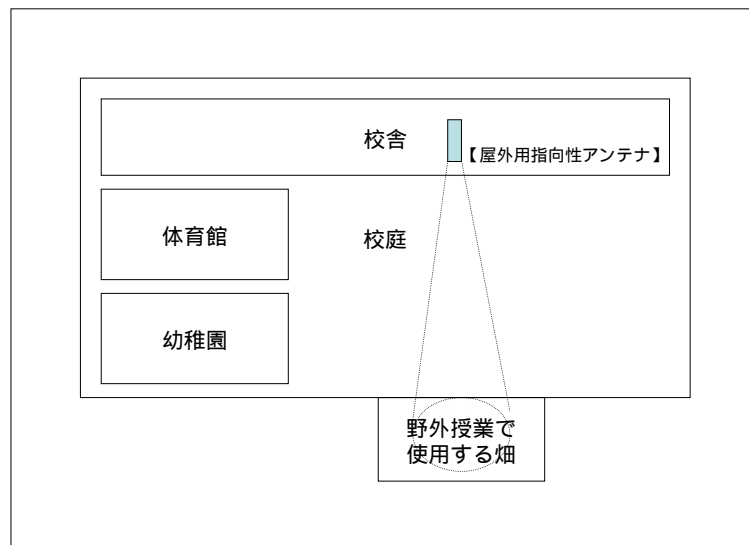 校舎
【屋外用指向性アンテナ】
体育館
校庭
幼稚園
野外授業で
使用する畑